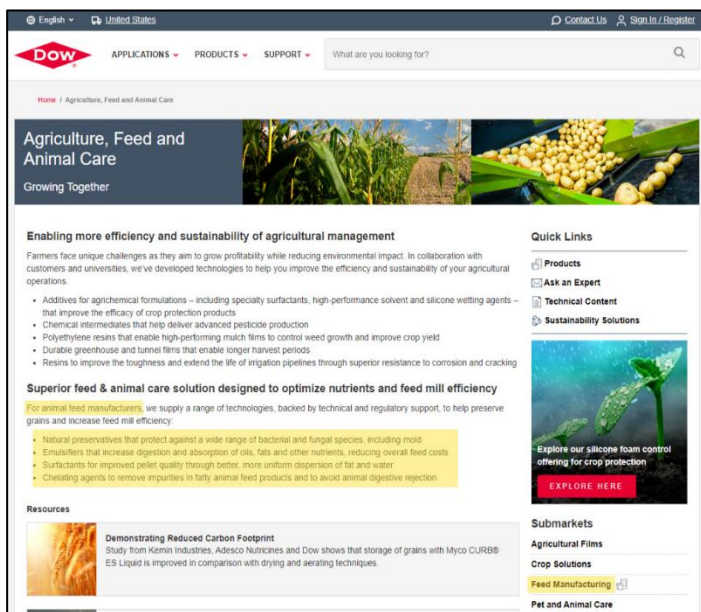 English
United States
Contact Us
Sign In / Register
DOW
APPLICATIONS
PRODUCTS
SUPPORT
What are you looking for?
Home / Agriculture, Feed and Animal Care
Agriculture, Feed and
Animal Care
Growing Together
Enabling more efficiency and sustainability of agricultural management
Farmers face unique challenges as they aim to grow profitability while reducing environmental impact. In collaboration with
customers and universities, we've developed technologies to help you improve the efficiency and sustainability of your agricultural
operations.
• Additives for agrichemical formulations – including specialty surfactants, high-performance solvent and silicone wetting agents –
that improve the efficacy of crop protection products
• Chemical intermediates that help deliver advanced pesticide production
• Polyethylene resins that enable high-performing mulch films to control weed growth and improve crop yield
• Durable greenhouse and tunnel films that enable longer harvest periods
• Resins to improve the toughness and extend the life of irrigation pipelines through superior resistance to corrosion and cracking
Superior feed & animal care solution designed to optimize nutrients and feed mill efficiency
For animal feed manufacturers, we supply a range of technologies, backed by technical and regulatory support, to help preserve
grains and increase feed mill efficiency:
• Natural preservatives that protect against a wide range of bacterial and fungal species, including mold
• Emulsifiers that increase digestion and absorption of oils, fats and other nutrients, reducing overall feed costs
• Surfactants for improved pellet quality through better, more uniform dispersion of fat and water
• Chelating agents to remove impurities in fatty animal feed products and to avoid animal digestive rejection
Resources
Demonstrating Reduced Carbon Footprint
Study from Kemin Industries, Adesco Nutricines and Dow shows that storage of grains with Myco CURB®
ES Liquid is improved in comparison with drying and aerating techniques.
Quick Links
Products
Ask an Expert
Technical Content
Sustainability Solutions
Explore our silicone foam control
offering for crop protection
EXPLORE HERE
Submarkets
Agricultural Films
Crop Solutions
Feed Manufacturing
Pet and Animal Care